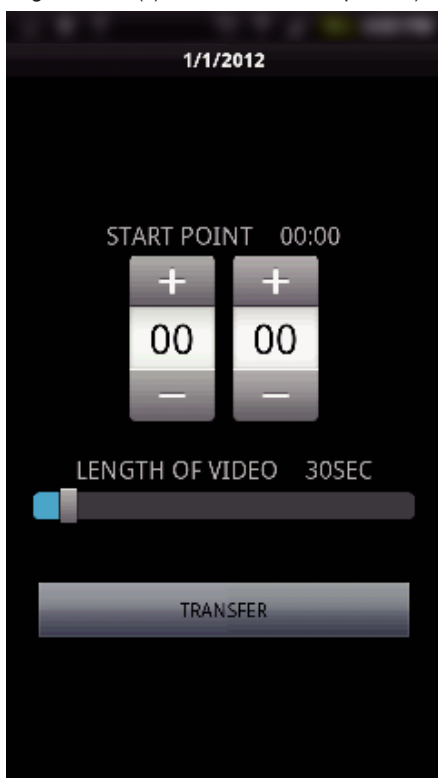 1/1/2012
START POINT 00:00
+ +
00 00
− −
LENGTH OF VIDEO 30SEC
TRANSFER